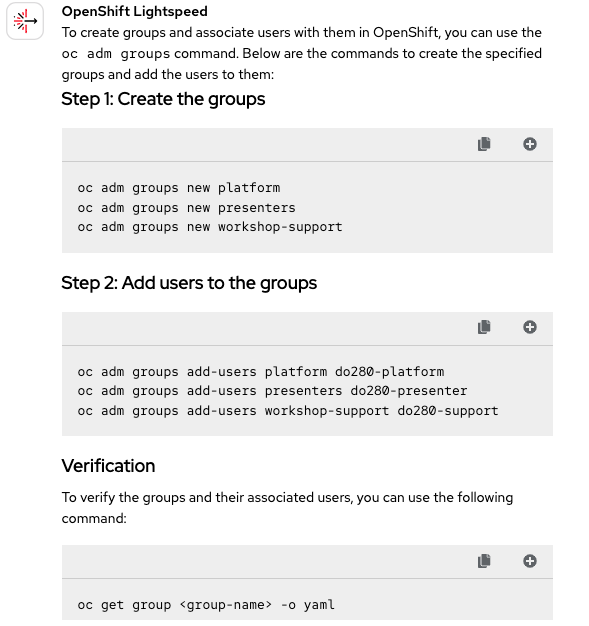 OpenShift Lightspeed
To create groups and associate users with them in OpenShift, you can use the
oc adm groups command. Below are the commands to create the specified
groups and add the users to them:
Step 1: Create the groups
oc adm groups new platform
oc adm groups new presenters
oc adm groups new workshop-support
Step 2: Add users to the groups
oc adm groups add-users platform do280-platform
oc adm groups add-users presenters do280-presenter
oc adm groups add-users workshop-support do280-support
Verification
To verify the groups and their associated users, you can use the following
command:
oc get group <group-name> -o yaml